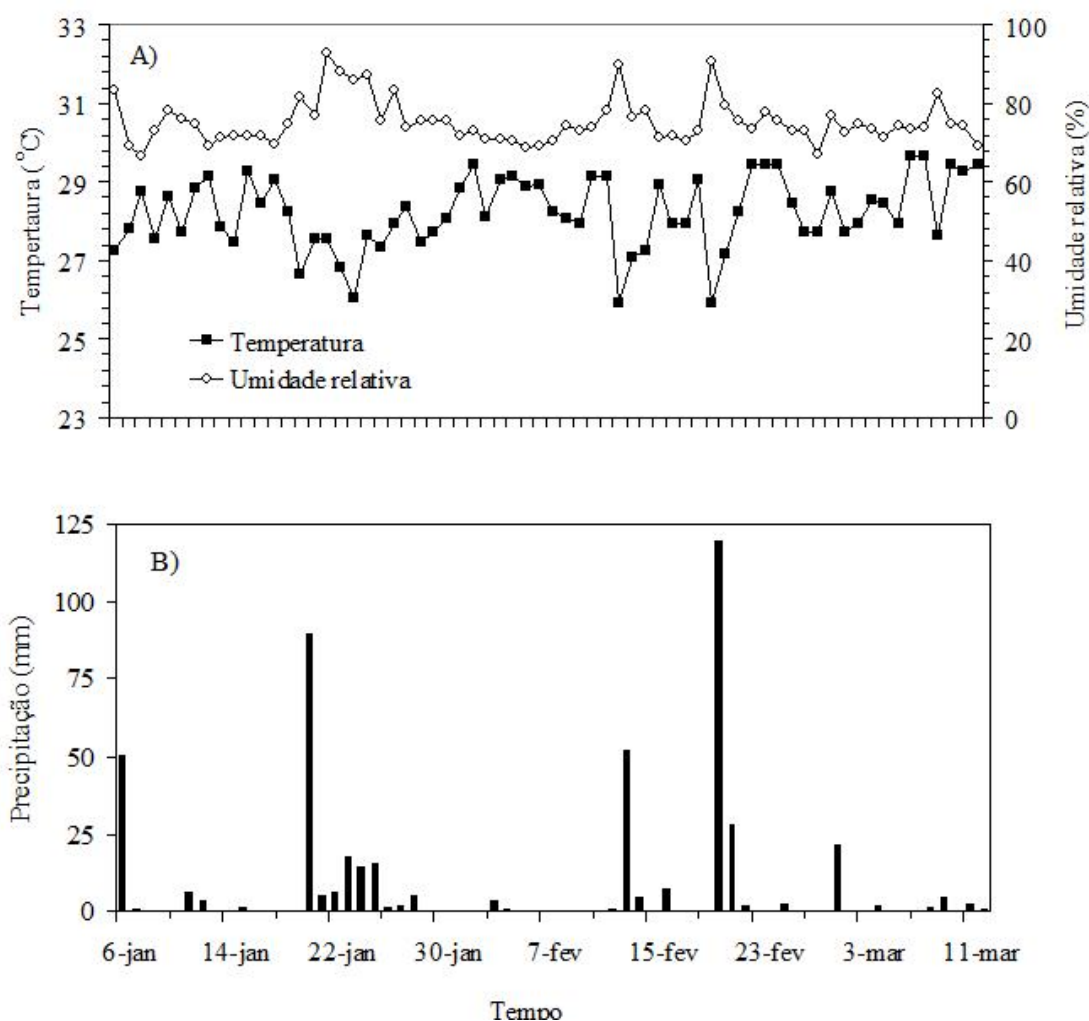 A)
Tempertaura (°C)
33
31
29
27
25
23
Umidade relativa (%)
100
80
60
40
20
0
Temperatura
Umidade relativa
B)
Precipitação (mm)
125
100
75
50
25
0
6-jan 14-jan 22-jan 30-jan 7-fev 15-fev 23-fev 3-mar 11-mar
Tempo